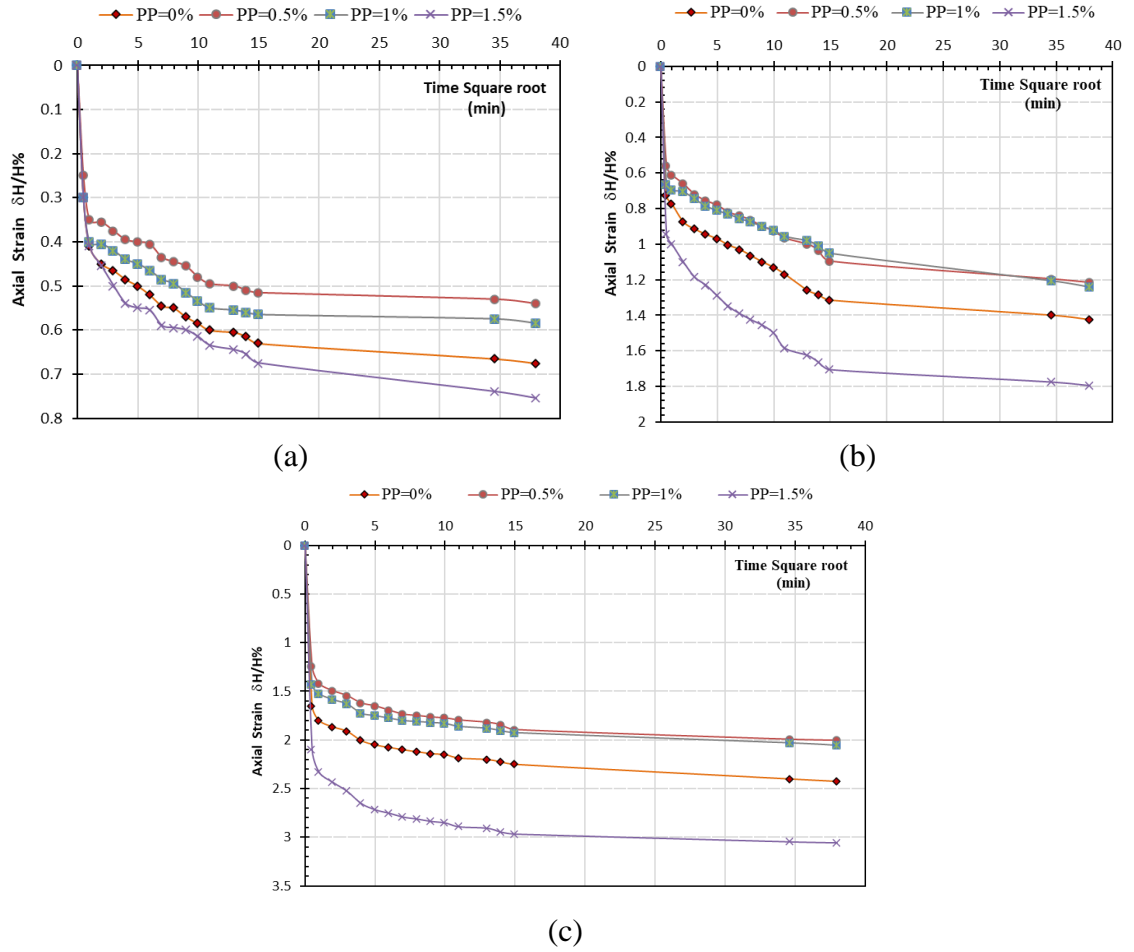 PP=0% PP=0.5% PP=1% PP=1.5%
0 5 10 15 20 25 30 35 40
0
0.1
0.2
0.3
0.4
0.5
0.6
0.7
0.8
Axial Strain δH/H%
Time Square root
(min)
(a)
PP=0% PP=0.5% PP=1% PP=1.5%
0 5 10 15 20 25 30 35 40
0
0.2
0.4
0.6
0.8
1
1.2
1.4
1.6
1.8
2
Axial Strain δH/H%
Time Square root
(min)
(b)
PP=0% PP=0.5% PP=1% PP=1.5%
0 5 10 15 20 25 30 35 40
0
0.5
1
1.5
2
2.5
3
3.5
Axial Strain δH/H%
Time Square root
(min)
(c)